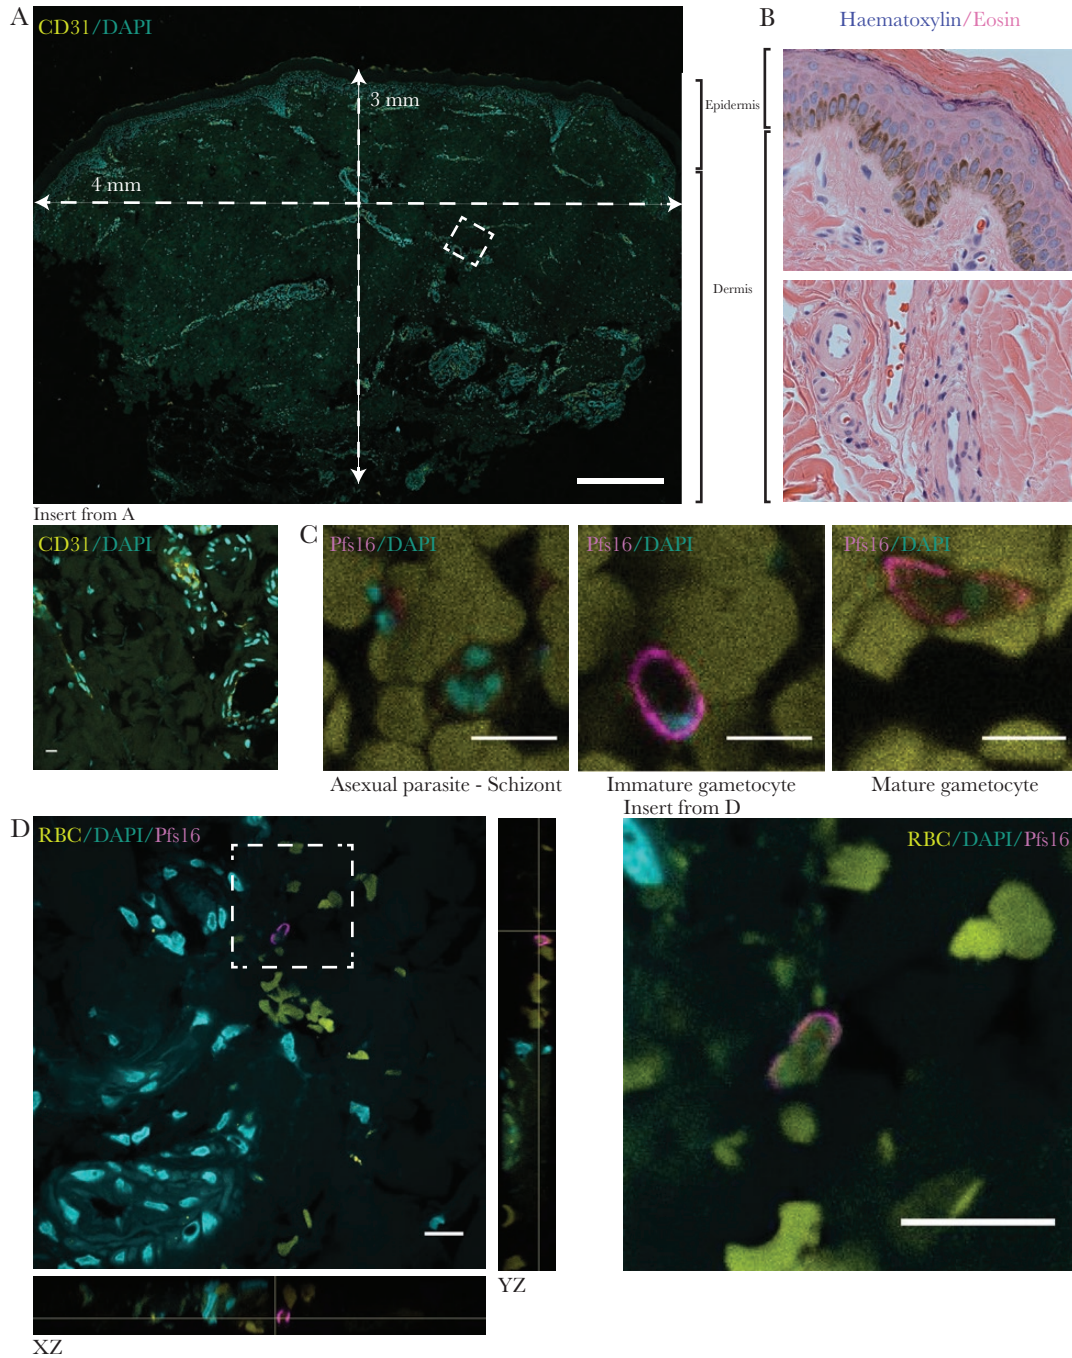 A
CD31/DAPI
3 mm
4 mm
Epidermis
Dermis
B
Haematoxylin/Eosin
Insert from A
CD31/DAPI
C
Pfs16/DAPI
Pfs16/DAPI
Pfs16/DAPI
Asexual parasite - Schizont
Immature gametocyte
Mature gametocyte
D
RBC/DAPI/Pfs16
YZ
XZ
Insert from D
RBC/DAPI/Pfs16